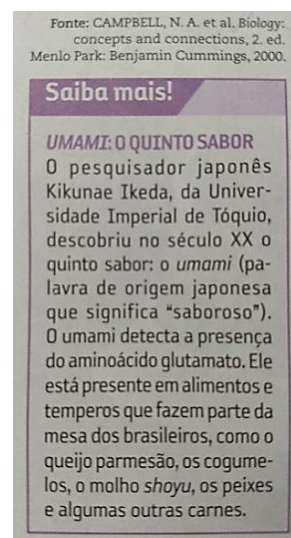 Fonte: CAMPBELL, N. A. et al. Biology:
concepts and connections, 2. ed.
Menlo Park: Benjamin Cummings, 2000.
Saiba mais!
UMAMI: O QUINTO SABOR
O pesquisador japonês
Kikunae Ikeda, da Univer-
sidade Imperial de Tóquio,
descobriu no século XX o
quinto sabor: o umami (pa-
lavra de origem japonesa
que significa “saboroso”).
O umami detecta a presença
do aminoácido glutamato. Ele
está presente em alimentos e
temperos que fazem parte da
mesa dos brasileiros, como o
queijo parmesão, os cogume-
los, o molho shoyu, os peixes
e algumas outras carnes.